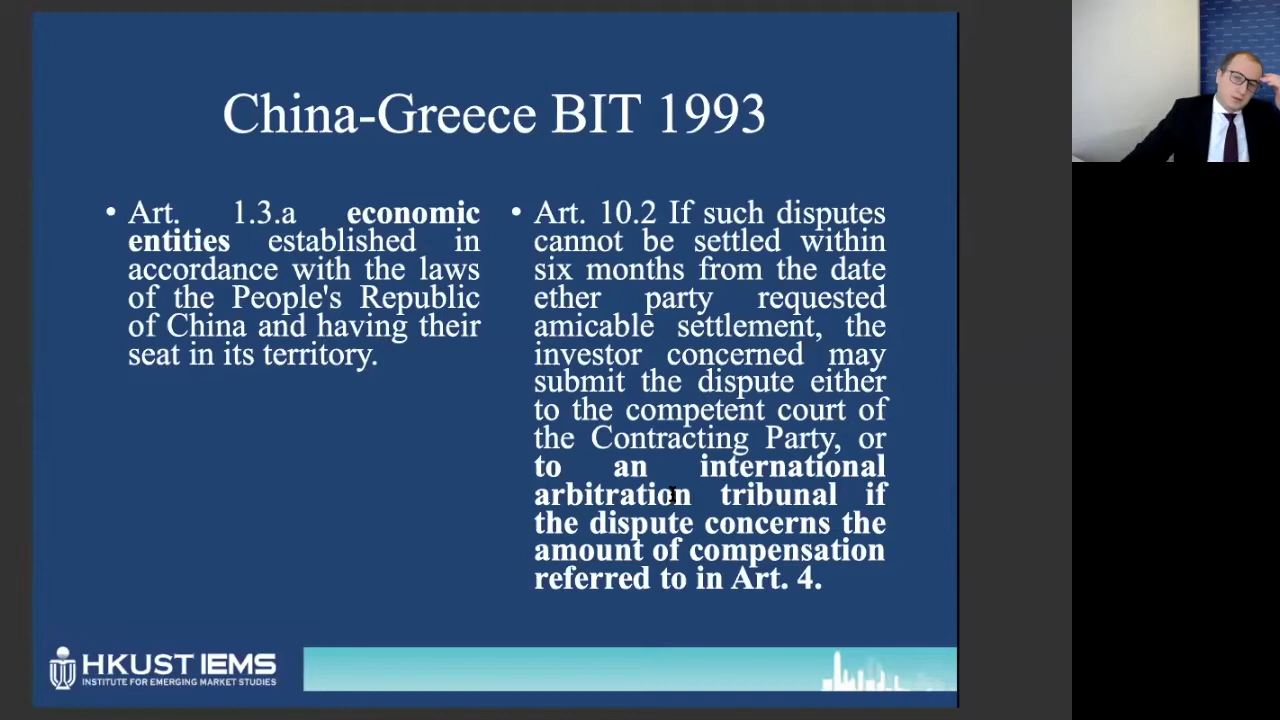 China-Greece BIT 1993
• Art. 1.3.a economic
entities established in
accordance with the laws
of the People's Republic
of China and having their
seat in its territory.
• Art. 10.2 If such disputes
cannot be settled within
six months from the date
ether party requested
amicable settlement, the
investor concerned may
submit the dispute either
to the competent court of
the Contracting Party, or
to an international
arbitration tribunal if
the dispute concerns the
amount of compensation
referred to in Art. 4.
HKUST IEMS
INSTITUTE FOR EMERGING MARKET STUDIES